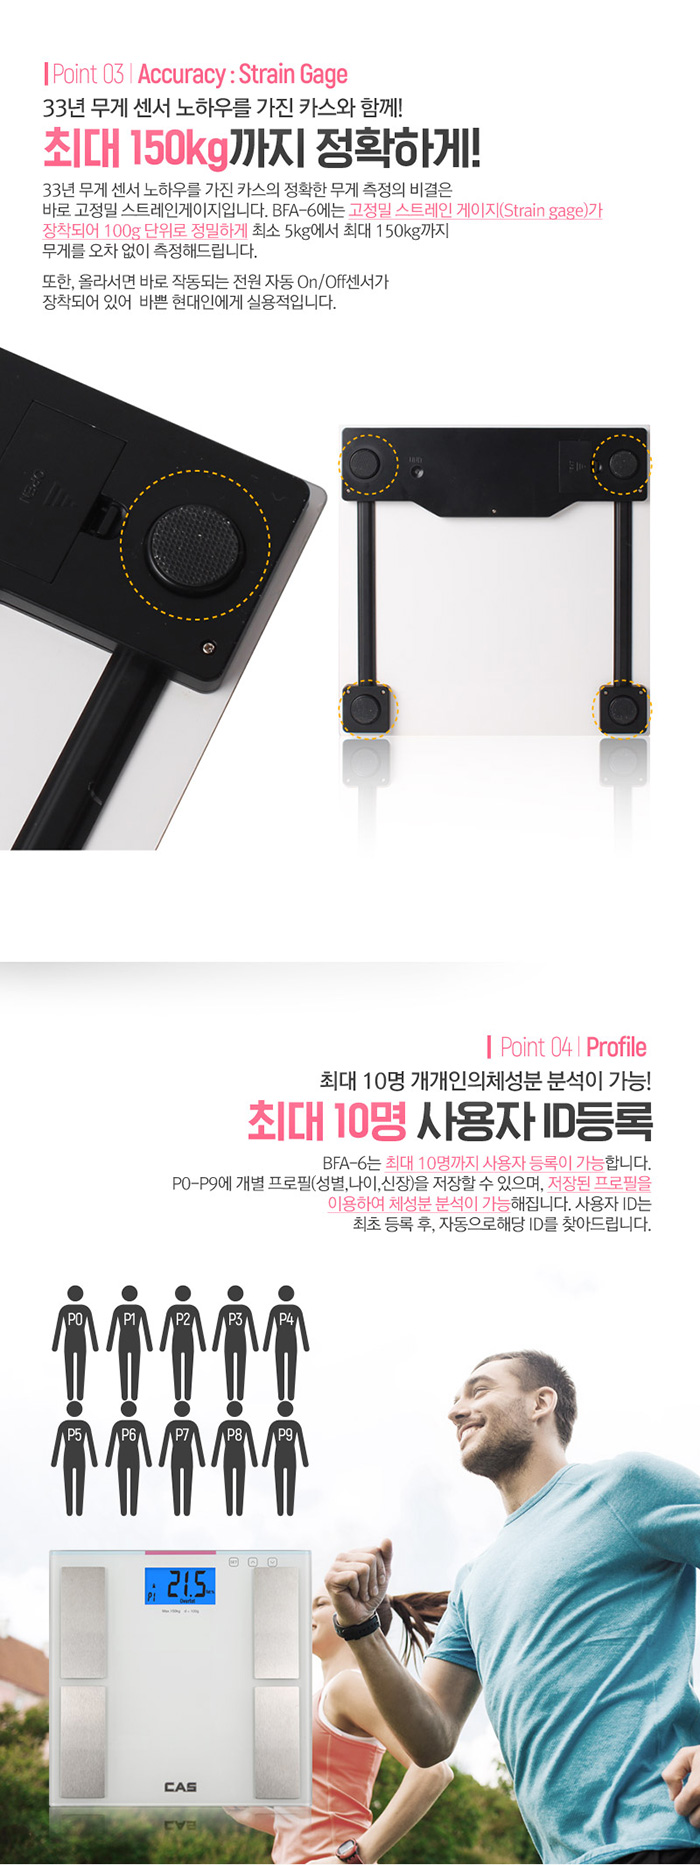 Point 03 | Accuracy : Strain Gage
33년 무게 센서 노하우를 가진 카스와 함께!
최대 150kg까지 정확하게!
33년 무게 센서 노하우를 가진 카스의 정확한 무게 측정의 비결은
바로 고정밀 스트레인게이지입니다. BFA-6에는 고정밀 스트레인 게이지(Strain gage)가
장착되어 100g 단위로 정밀하게 최소 5kg에서 최대 150kg까지
무게를 오차 없이 측정해드립니다.
또한, 올라서면 바로 작동되는 전원 자동 On/Off센서가
장착되어 있어 바쁜 현대인에게 실용적입니다.
OPEN
Point 04 | Profile
최대 10명 개개인의체성분 분석이 가능!
최대 10명 사용자 ID등록
BFA-6는 최대 10명까지 사용자 등록이 가능합니다.
P0-P9에 개별 프로필(성별,나이,신장)을 저장할 수 있으며, 저장된 프로필을
이용하여 체성분 분석이 가능해집니다. 사용자 ID는
최초 등록 후, 자동으로해당 ID를 찾아드립니다.
P0 P1 P2 P3 P4
P5 P6 P7 P8 P9
SET
P1 21.5
Max 150kg d = 100g
CAS